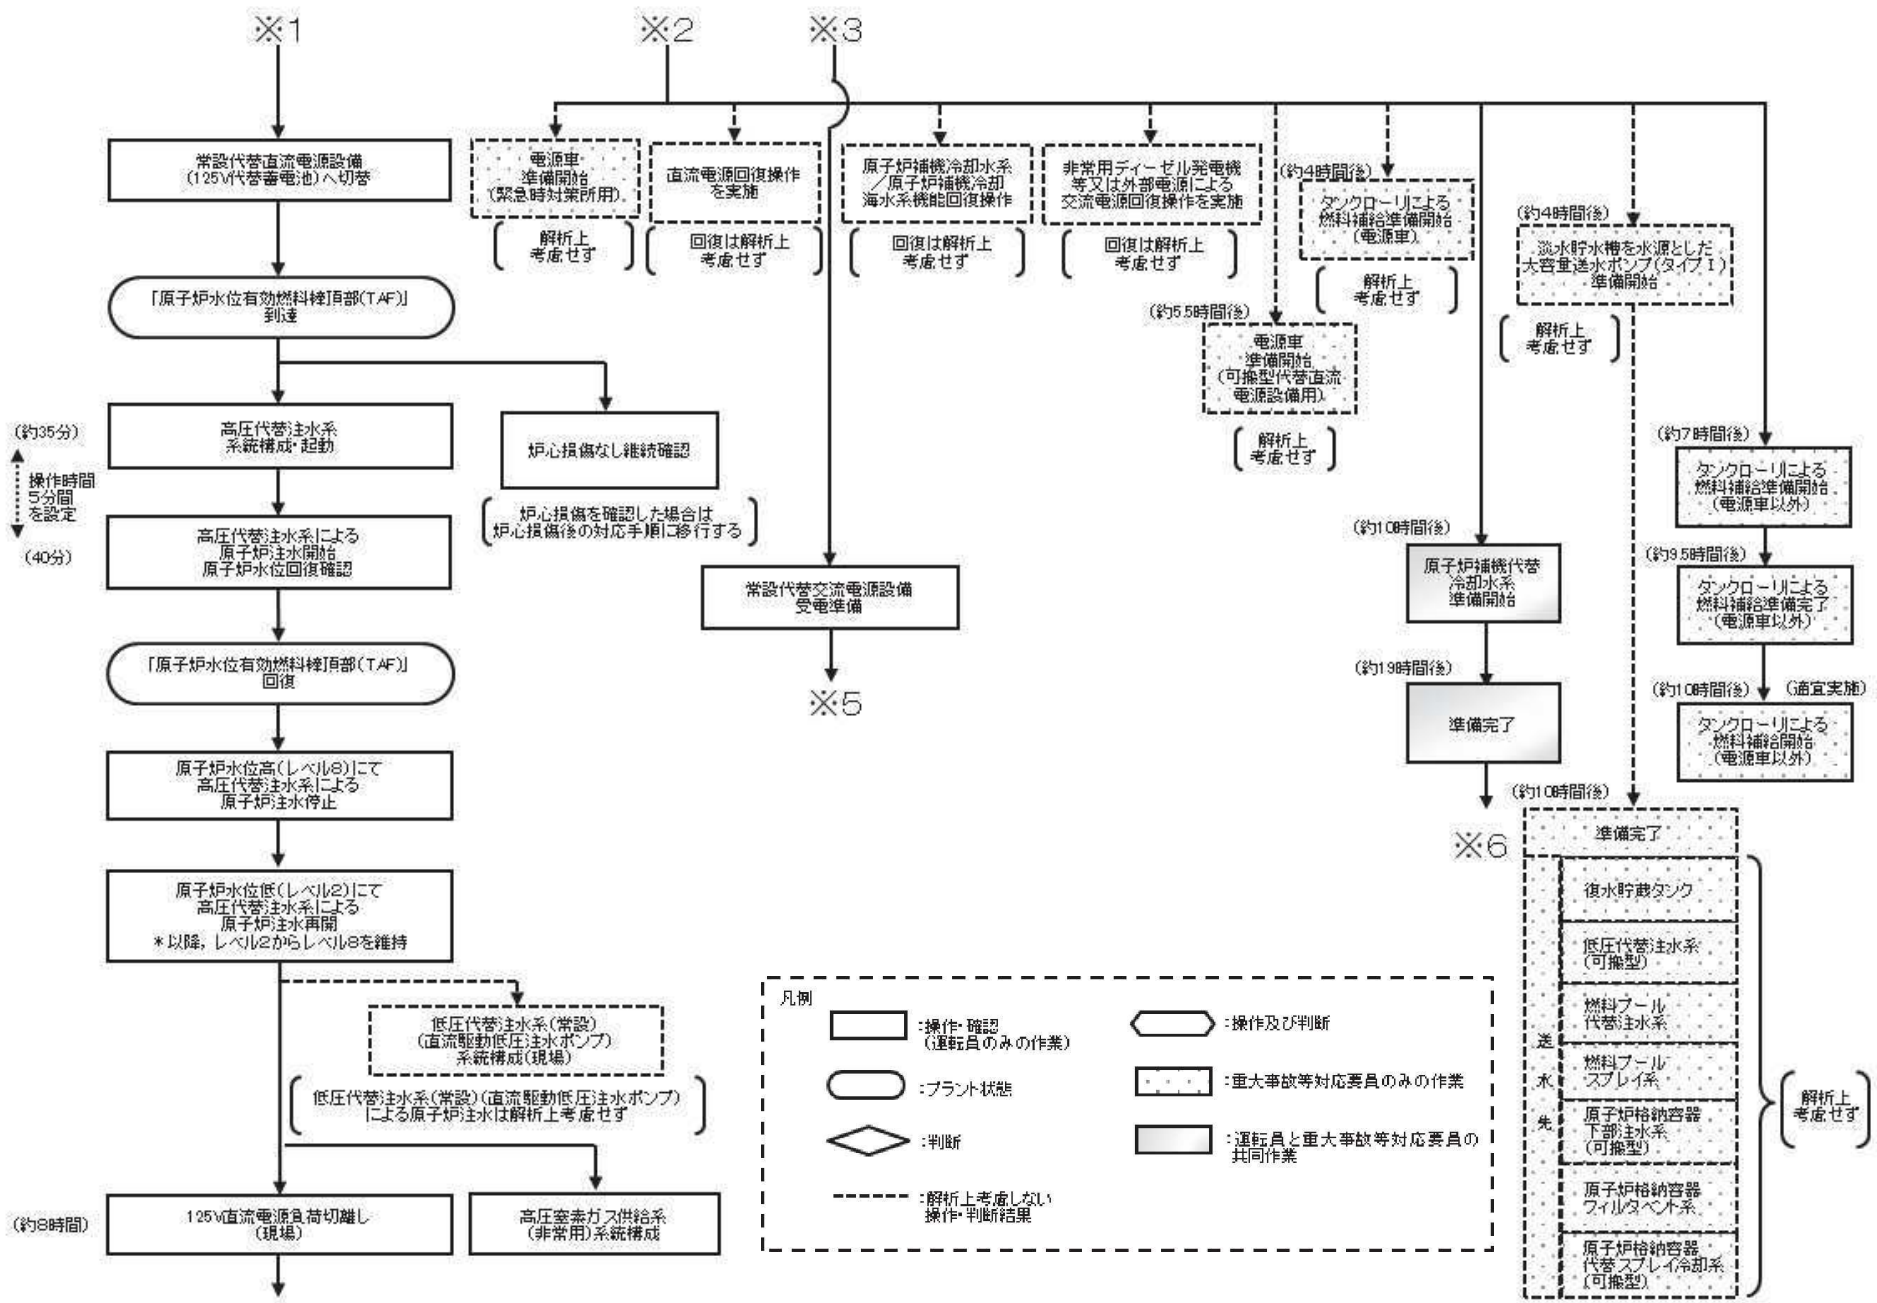 ※1
※2
※3
常設代替直流電源設備
(125V代替蓄電池)へ切替
「原子炉水位有効燃料棒頂部(TAF)」
到達
(約35分)
高圧代替注水系
系統構成・起動
操作時間
5分間
を設定
(40分)
高圧代替注水系による
原子炉注水開始
原子炉水位回復確認
「原子炉水位有効燃料棒頂部(TAF)」
回復
原子炉水位高(レベル8)にて
高圧代替注水系による
原子炉注水停止
原子炉水位低(レベル2)にて
高圧代替注水系による
原子炉注水再開
*以降，レベル2からレベル8を維持
低圧代替注水系(常設)
(直流駆動低圧注水ポンプ)
系統構成(現場)
低圧代替注水系(常設)(直流駆動低圧注水ポンプ)
による原子炉注水は解析上考慮せず
(約8時間)
125V直流電源負荷切離し
(現場)
高圧窒素ガス供給系
(非常用)系統構成
炉心損傷なし継続確認
炉心損傷を確認した場合は
炉心損傷後の対応手順に移行する
電源車
準備開始
(緊急時対策所用)
解析上
考慮せず
直流電源回復操作
を実施
回復は解析上
考慮せず
原子炉補機冷却水系
／原子炉補機冷却
海水系機能回復操作
回復は解析上
考慮せず
非常用ディーゼル発電機
等又は外部電源による
交流電源回復操作を実施
回復は解析上
考慮せず
常設代替交流電源設備
受電準備
※5
(約5.5時間後)
電源車
準備開始
(可搬型代替直流
電源設備用)
解析上
考慮せず
(約4時間後)
タンクローリによる
燃料補給準備開始
(電源車)
解析上
考慮せず
(約10時間後)
原子炉補機代替
冷却水系
準備開始
(約19時間後)
準備完了
※6
(約4時間後)
淡水貯水槽を水源とした
大容量送水ポンプ(タイプⅠ)
準備開始
解析上
考慮せず
(約7時間後)
タンクローリによる
燃料補給準備開始
(電源車以外)
(約9.5時間後)
タンクローリによる
燃料補給準備完了
(電源車以外)
(約10時間後)
(適宜実施)
タンクローリによる
燃料補給開始
(電源車以外)
(約10時間後)
準備完了
送水先
復水貯蔵タンク
低圧代替注水系
(可搬型)
燃料プール
代替注水系
燃料プール
スプレイ系
原子炉格納容器
下部注水系
(可搬型)
原子炉格納容器
フィルタベント系
原子炉格納容器
代替スプレイ冷却系
(可搬型)
解析上
考慮せず
凡例
：操作・確認
(運転員のみの作業)
：プラント状態
：判断
：解析上考慮しない
操作・判断結果
：操作及び判断
：重大事故等対応要員のみの作業
：運転員と重大事故等対応要員の
共同作業